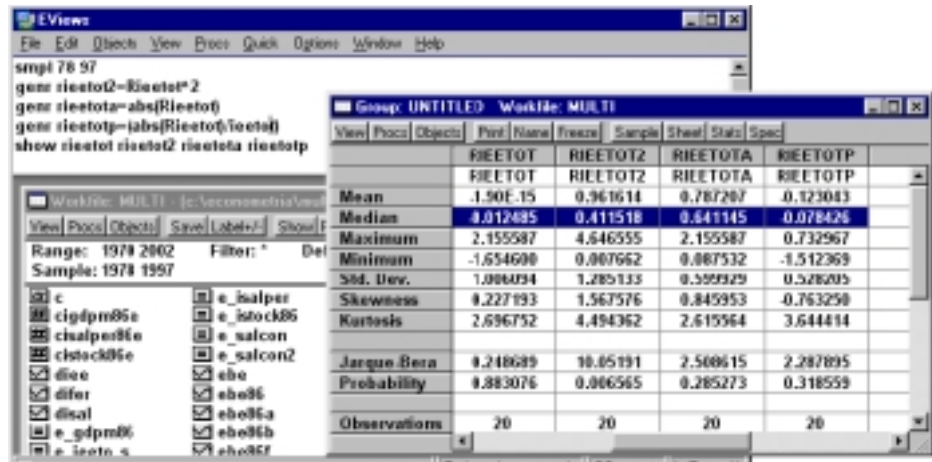 EViews
File Edit Objects View Procs Quick Options Window Help
smpl 78 97
genr rieetot2=Rieetot^2
genr rieetota=abs(Rieetot)
genr rieetotp=(abs(Rieetot)/
show rieetot rieetot2 rieetota rieetotp
Group: UNTITLED Workfile: MULTI
View Procs Objects Print Name Freeze Sample Sheet Stats Spec
RIEETOT RIEETOT2 RIEETOTA RIEETOTP
RIEETOT RIEETOT2 RIEETOTA RIEETOTP
Mean -1.90E-15 0.961614 0.787207 -0.123043
Median -0.012485 0.411518 0.641145 -0.078426
Maximum 2.155587 4.646555 2.155587 0.732967
Minimum -1.654600 0.007662 0.087532 -1.512369
Std. Dev. 1.006094 1.285133 0.599929 0.528205
Skewness 0.227193 1.567576 0.845953 -0.763250
Kurtosis 2.696752 4.494362 2.615564 3.644414
Jarque-Bera 0.248689 10.05191 2.508615 2.287895
Probability 0.883076 0.006565 0.285273 0.318559
Observations 20 20 20 20
Workfile: MULTI - (c:\econometria\mul
View Procs Objects Save Label+/- Show F
Range: 1970 2002 Filter: * Def
Sample: 1978 1997
c
cigdpm86e
cisalper86e
cistock86e
diee
difer
disal
e_gdpm86
e_ieeto_s
e_isalper
e_istock86
e_salcon
e_salcon2
ebe
ebe86
ebe86a
ebe86b
ebe86f